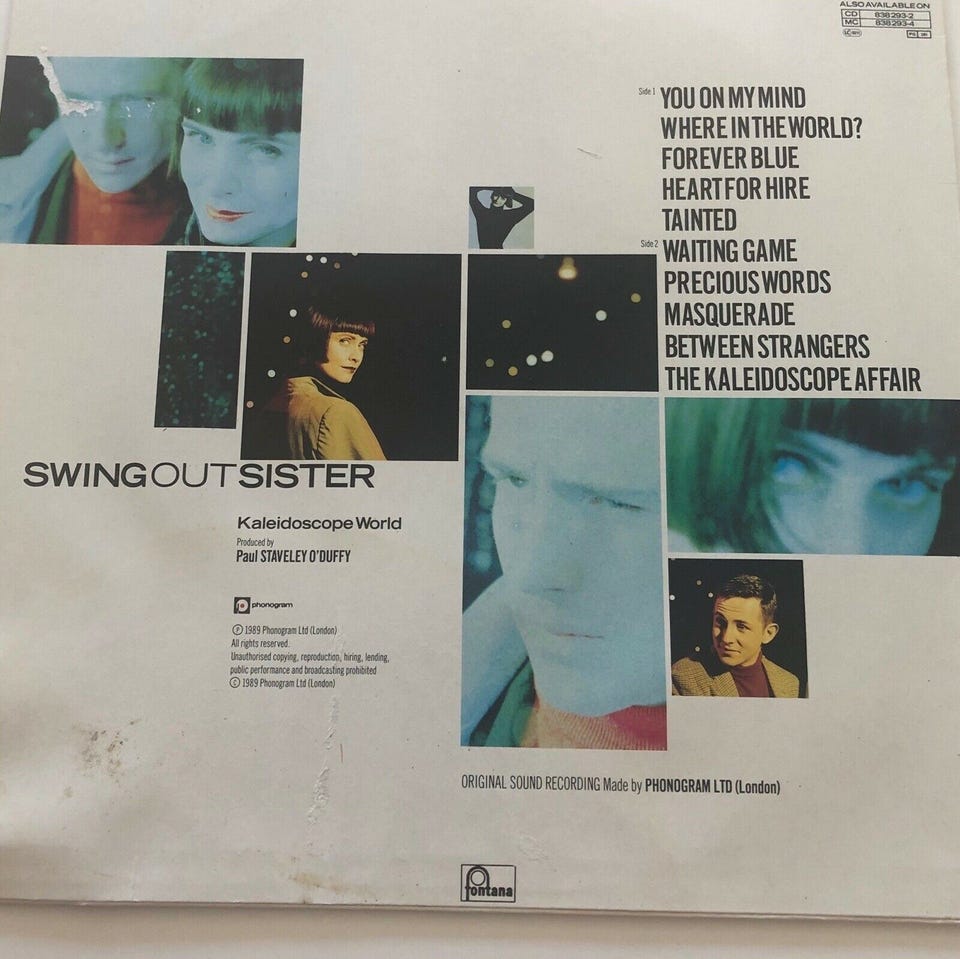 ALSO AVAILABLE ON
CD 838 293-2
MC 838 293-4
Side 1 YOU ON MY MIND
WHERE IN THE WORLD?
FOREVER BLUE
HEART FOR HIRE
TAINTED
Side 2 WAITING GAME
PRECIOUS WORDS
MASQUERADE
BETWEEN STRANGERS
THE KALEIDOSCOPE AFFAIR
SWING OUT SISTER
Kaleidoscope World
Produced by
Paul STAVELEY O'DUFFY
phonogram
Ⓟ 1989 Phonogram Ltd (London)
All rights reserved.
Unauthorised copying, reproduction, hiring, lending,
public performance and broadcasting prohibited
© 1989 Phonogram Ltd (London)
ORIGINAL SOUND RECORDING Made by PHONOGRAM LTD (London)
fontana